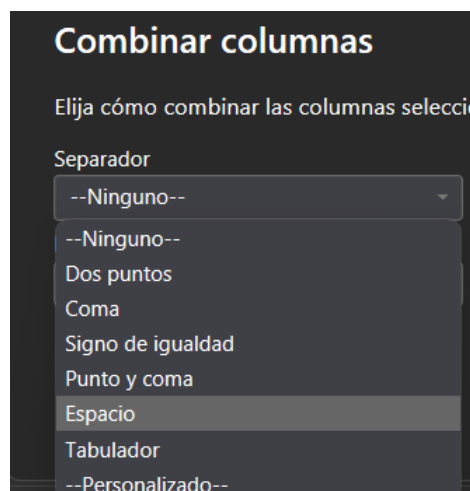 Combinar columnas
Elija cómo combinar las columnas
Separador
--Ninguno--
--Ninguno--
Dos puntos
Coma
Signo de igualdad
Punto y coma
Espacio
Tabulador
--Personalizado--